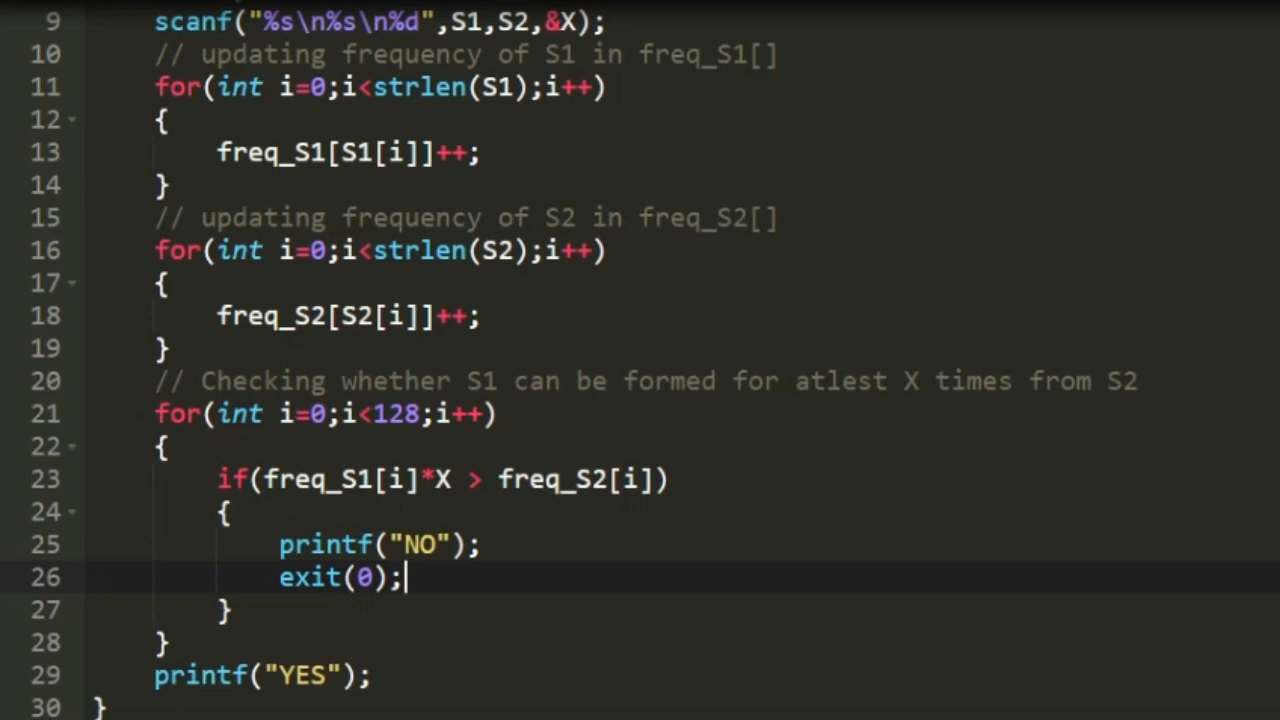 9 scanf("%s\n%s\n%d",S1,S2,&X);
10 // updating frequency of S1 in freq_S1[]
11 for(int i=0;i<strlen(S1);i++)
12 {
13 freq_S1[S1[i]]++;
14 }
15 // updating frequency of S2 in freq_S2[]
16 for(int i=0;i<strlen(S2);i++)
17 {
18 freq_S2[S2[i]]++;
19 }
20 // Checking whether S1 can be formed for atlest X times from S2
21 for(int i=0;i<128;i++)
22 {
23 if(freq_S1[i]*X > freq_S2[i])
24 {
25 printf("NO");
26 exit(0);
27 }
28 }
29 printf("YES");
30 }